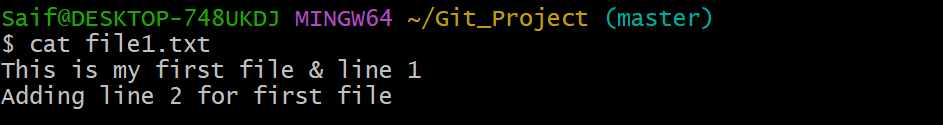 Saif@DESKTOP-748UKDJ MINGW64 ~/Git_Project (master)
$ cat file1.txt
This is my first file & line 1
Adding line 2 for first file